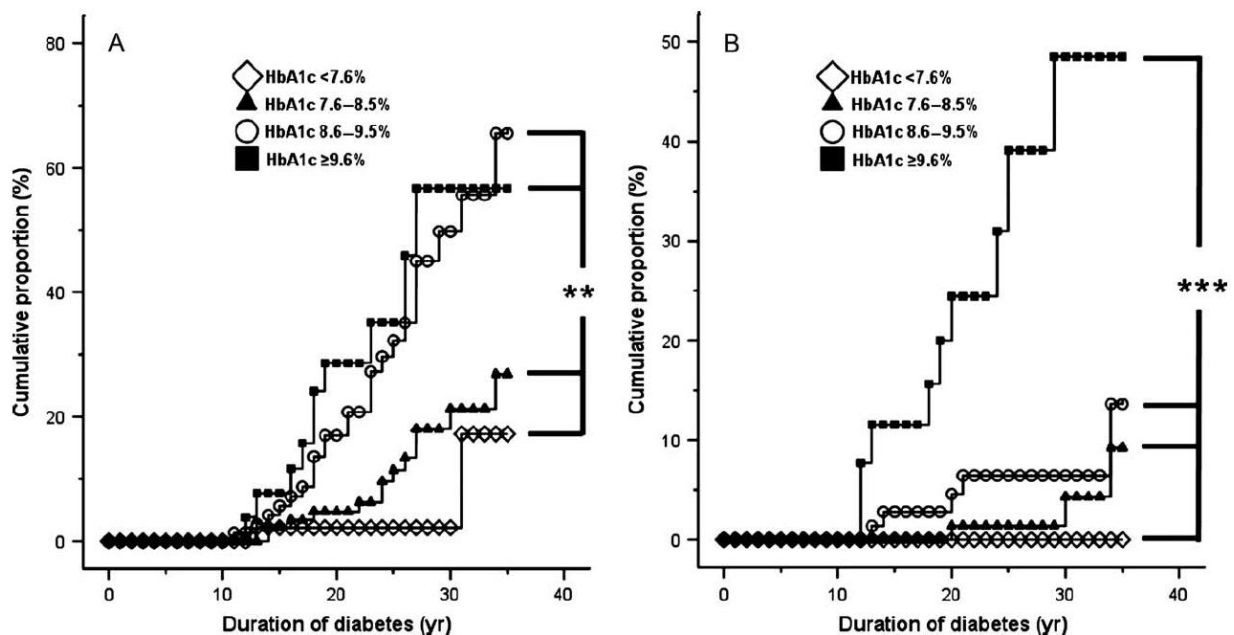 A
HbA1c <7.6%
HbA1c 7.6–8.5%
HbA1c 8.6–9.5%
HbA1c ≥9.6%
80
60
40
20
0
Cumulative proportion (%)
0 10 20 30 40
Duration of diabetes (yr)
**
B
HbA1c <7.6%
HbA1c 7.6–8.5%
HbA1c 8.6–9.5%
HbA1c ≥9.6%
50
40
30
20
10
0
Cumulative proportion (%)
0 10 20 30 40
Duration of diabetes (yr)
***